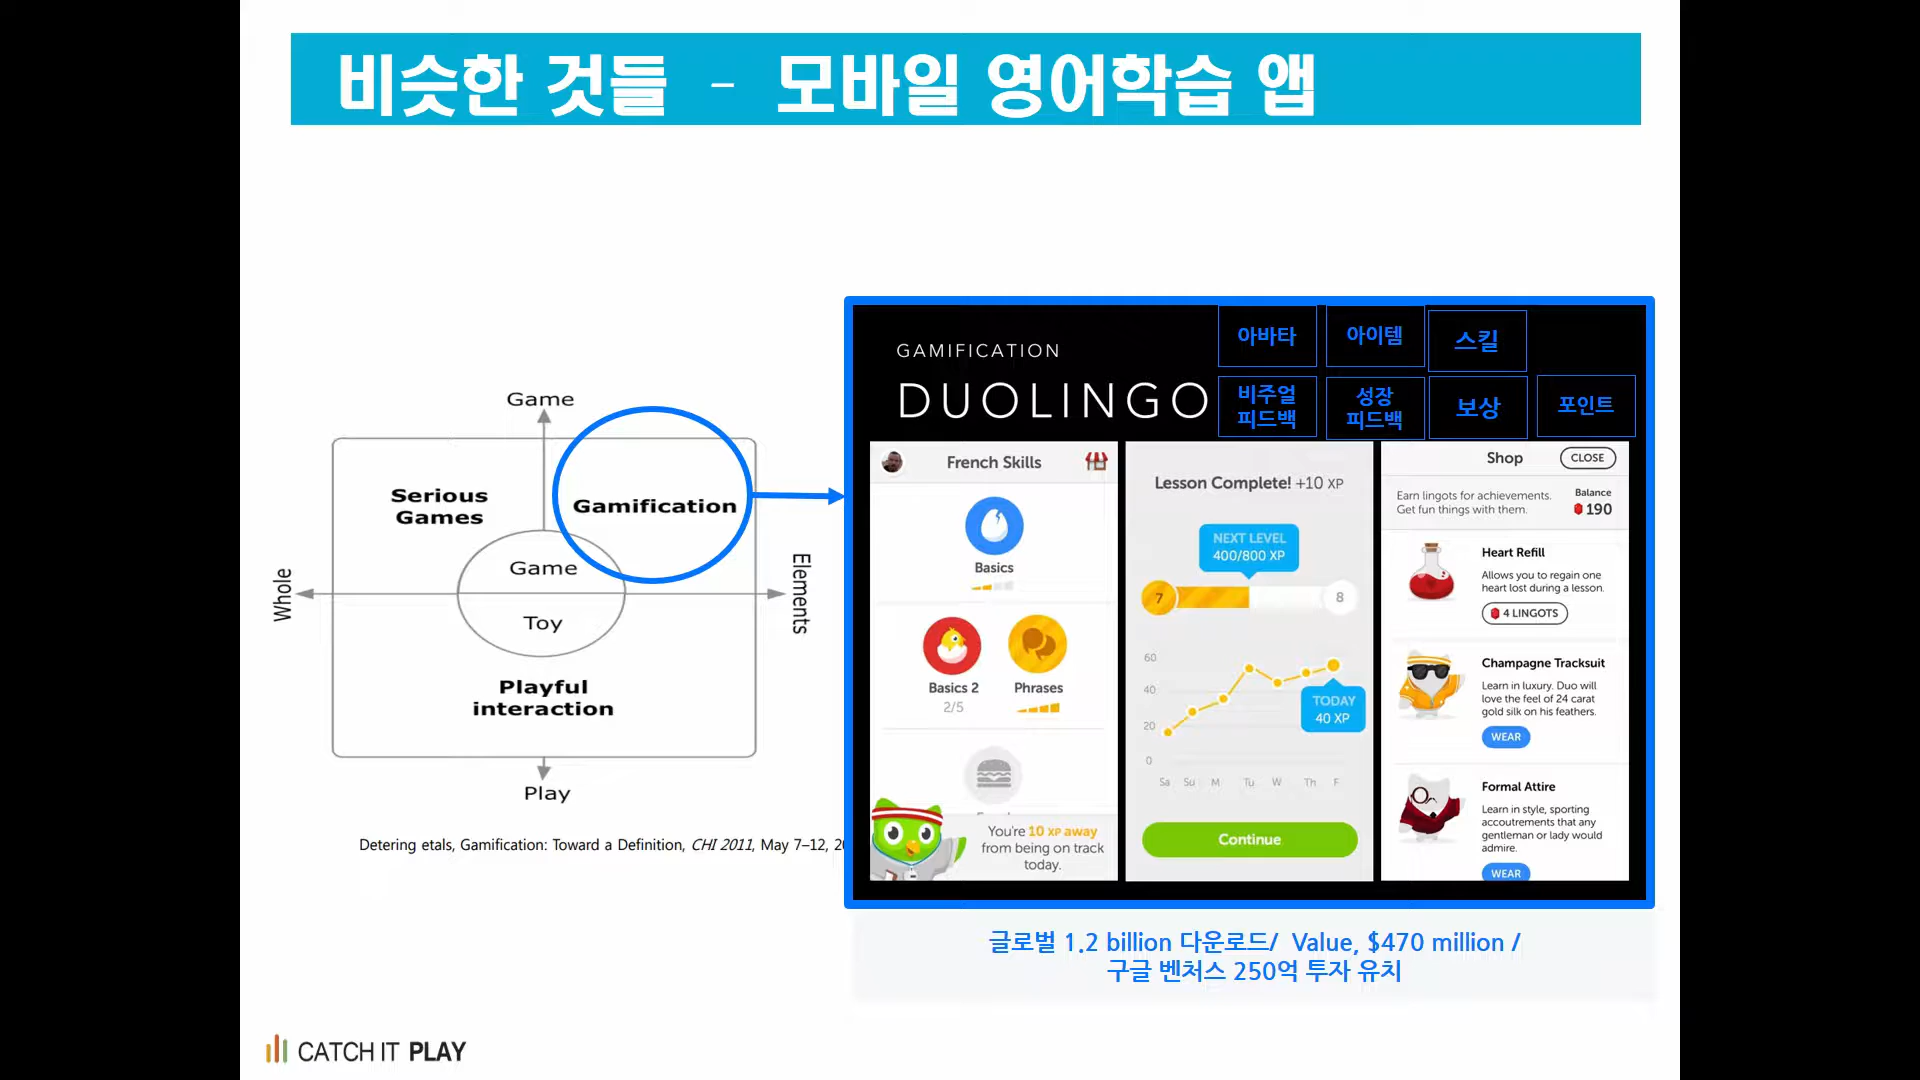 비슷한 것들 - 모바일 영어학습 앱
Game
Serious
Games
Gamification
Game
Toy
Whole
Elements
Playful
interaction
Play
Detering etals, Gamification: Toward a Definition, CHI 2011, May 7–12,
GAMIFICATION
DUOLINGO
아바타
아이템
스킬
비주얼
피드백
성장
피드백
보상
포인트
French Skills
Basics
Basics 2
2/5
Phrases
You're 10 XP away
from being on track
today.
Lesson Complete! +10 XP
NEXT LEVEL
400/800 XP
7
8
60
40
20
0
TODAY
40 XP
Sa Su M Tu W Th F
Continue
Shop
CLOSE
Earn lingots for achievements.
Get fun things with them.
Balance
190
Heart Refill
Allows you to regain one
heart lost during a lesson.
4 LINGOTS
Champagne Tracksuit
Learn in luxury. Duo will
love the feel of 24 carat
gold silk on his feathers.
WEAR
Formal Attire
Learn in style, sporting
accoutrements that any
gentleman or lady would
admire.
WEAR
글로벌 1.2 billion 다운로드/ Value, $470 million /
구글 벤처스 250억 투자 유치
CATCH IT PLAY